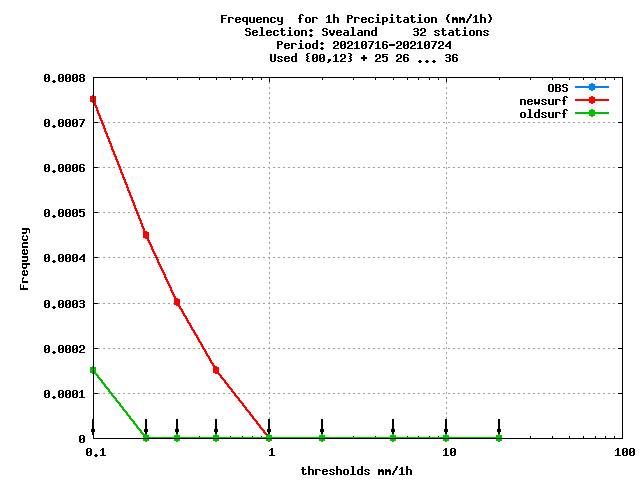 Frequency  for 1h Precipitation (mm/1h)
Selection: Svealand     32 stations
Period: 20210716-20210724
Used {00,12} + 25 26 ... 36
OBS
newsurf
oldsurf
0.0008
0.0007
0.0006
0.0005
0.0004
0.0003
0.0002
0.0001
0
Frequency
0.1 1 10 100
thresholds mm/1h